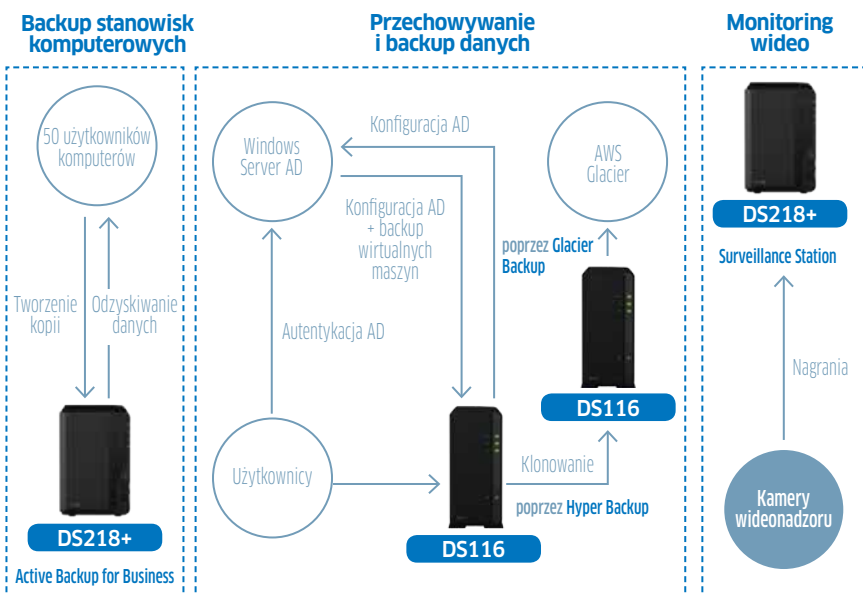 Backup stanowisk
komputerowych
50 użytkowników
komputerów
Tworzenie
kopii
Odzyskiwanie
danych
DS218+
Active Backup for Business
Przechowywanie
i backup danych
Windows
Server AD
Konfiguracja AD
Konfiguracja AD
+ backup
wirtualnych
maszyn
AWS
Glacier
poprzez Glacier
Backup
Autentykacja AD
DS116
Użytkownicy
Klonowanie
poprzez Hyper Backup
DS116
Monitoring
wideo
DS218+
Surveillance Station
Nagrania
Kamery
wideonadzoru